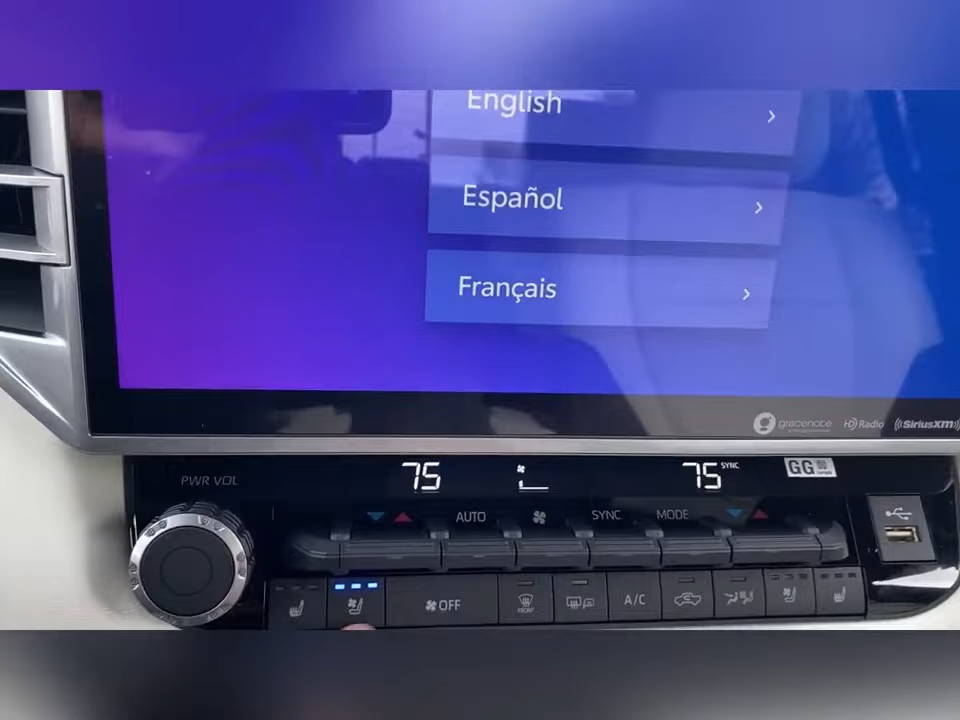 English
Español
Français
gracenote HD Radio ((SiriusXM))
PWR VOL
75 75 SYNC GG
AUTO SYNC MODE
OFF FRONT A/C